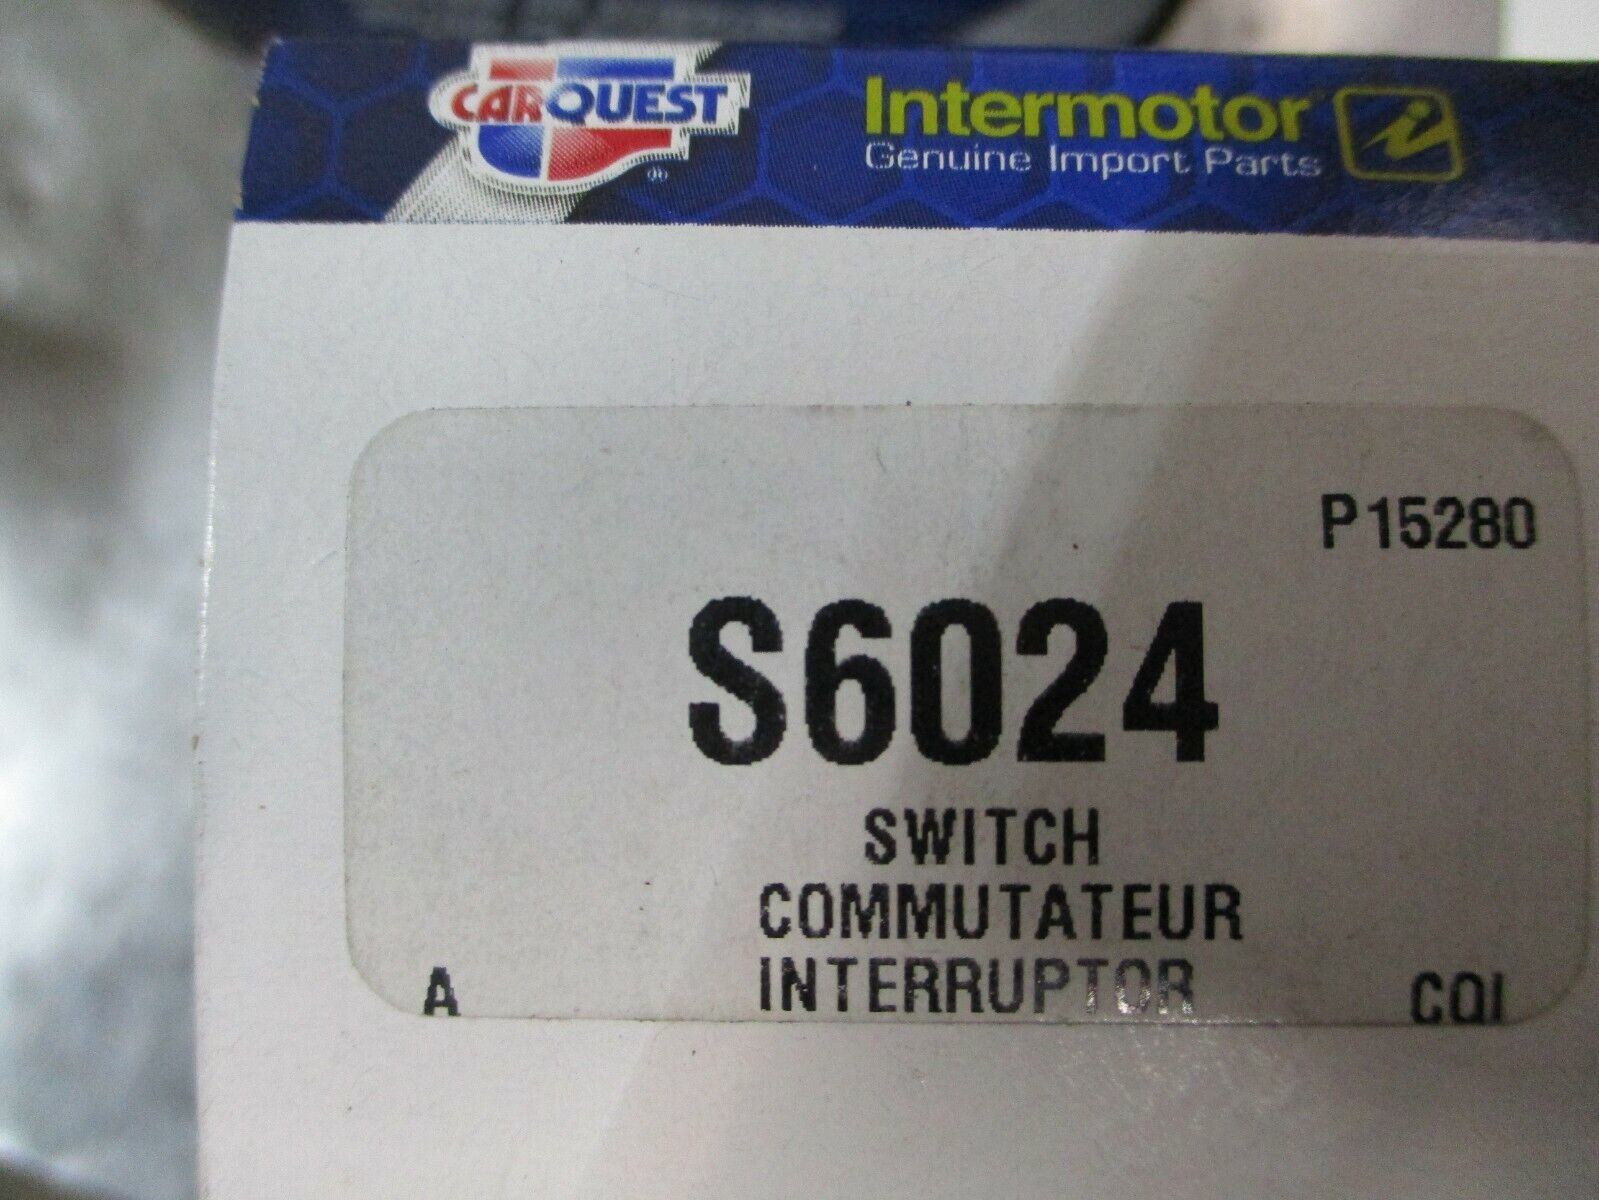 CARQUEST
®
Intermotor
Genuine Import Parts
P15280
S6024
SWITCH
COMMUTATEUR
INTERRUPTOR
A
CQI